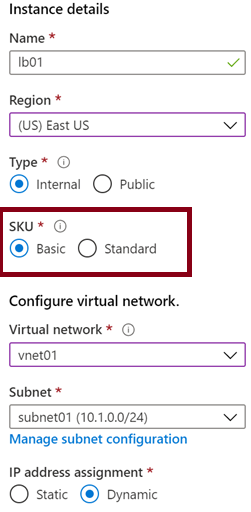 Instance details
Name *
lb01
Region *
(US) East US
Type *
Internal Public
SKU *
Basic Standard
Configure virtual network.
Virtual network *
vnet01
Subnet *
subnet01 (10.1.0.0/24)
Manage subnet configuration
IP address assignment *
Static Dynamic